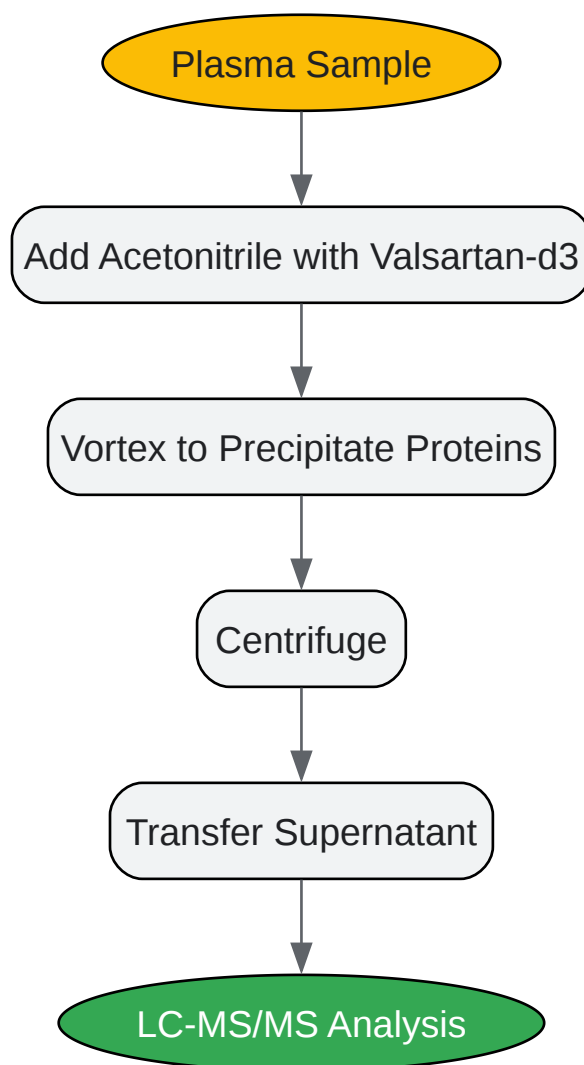 Plasma Sample
Add Acetonitrile with Valsartan-d3
Vortex to Precipitate Proteins
Centrifuge
Transfer Supernatant
LC-MS/MS Analysis